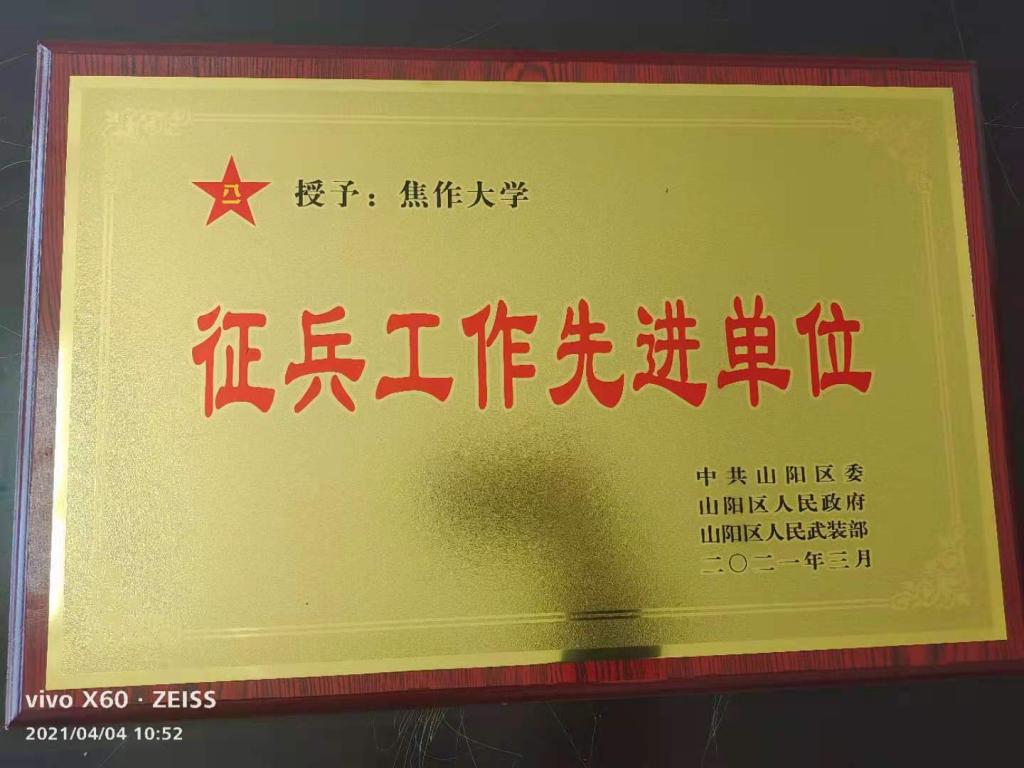 八一
授予：焦作大学
征兵工作先进单位
中共山阳区委
山阳区人民政府
山阳区人民武装部
二〇二一年三月
vivo X60 · ZEISS
2021/04/04 10:52